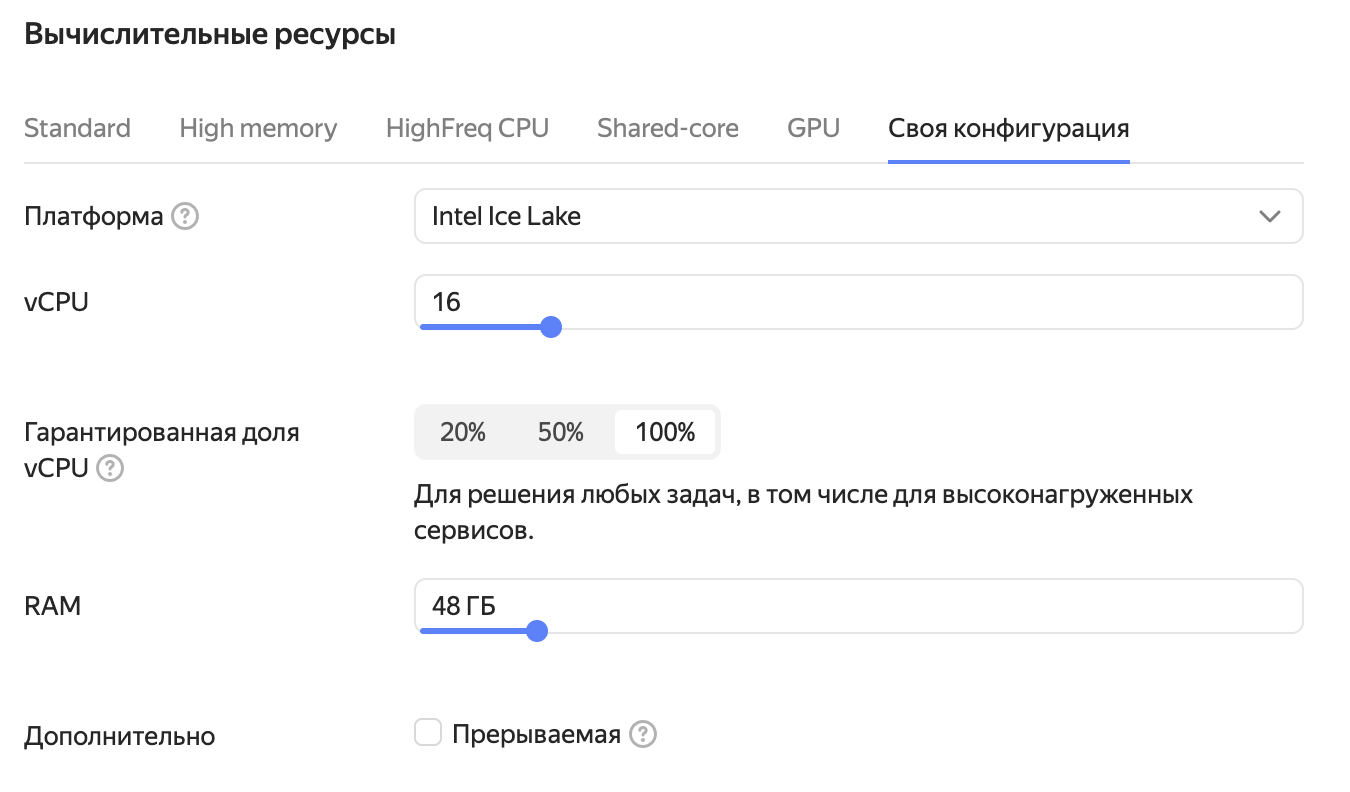 Вычислительные ресурсы
Standard High memory HighFreq CPU Shared-core GPU Своя конфигурация
Платформа ? Intel Ice Lake
vCPU 16
Гарантированная доля
vCPU ?
20% 50% 100%
Для решения любых задач, в том числе для высоконагруженных
сервисов.
RAM 48 ГБ
Дополнительно Прерываемая ?